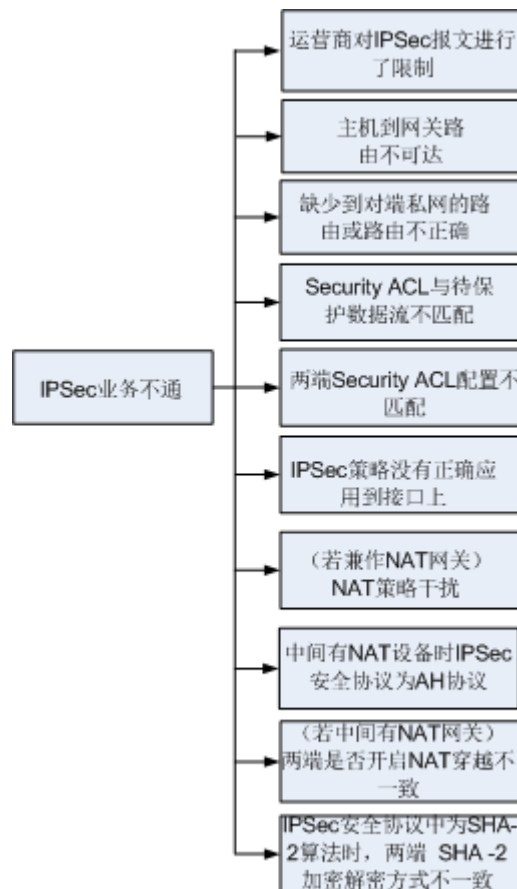 运营商对IPSec报文进行
了限制
主机到网关路
由不可达
缺少到对端私网的路
由或路由不正确
Security ACL与待保
护数据流不匹配
IPSec业务不通
两端Security ACL配置不
匹配
IPSec策略没有正确应
用到接口上
（若兼作NAT网关）
NAT策略干扰
中间有NAT设备时IPSec
安全协议为AH协议
（若中间有NAT网关）
两端是否开启NAT穿越不
一致
IPSec安全协议中为SHA-
2算法时，两端 SHA -2
加密解密方式不一致